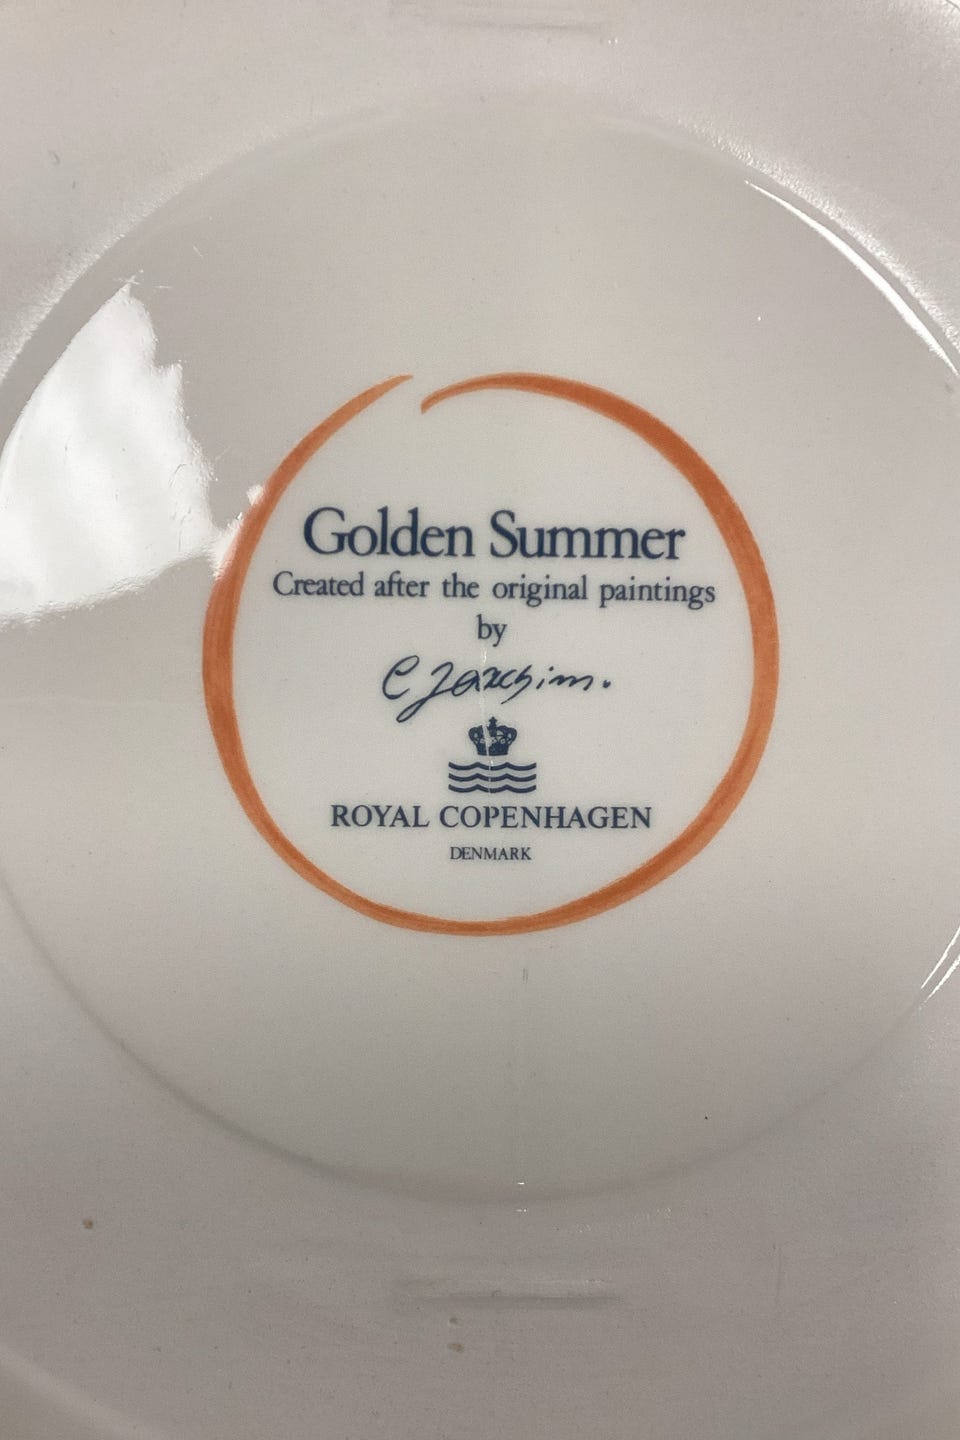 Golden Summer
Created after the original paintings
by
C Joachim.
ROYAL COPENHAGEN
DENMARK